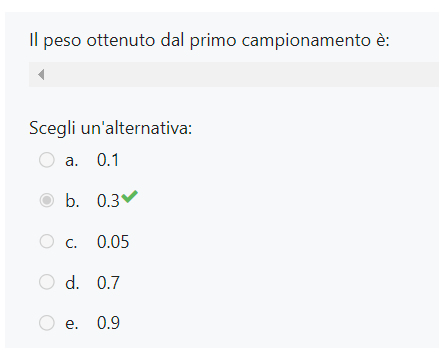 Il peso ottenuto dal primo campionamento è:
Scegli un'alternativa:
a. 0.1
b. 0.3
c. 0.05
d. 0.7
e. 0.9